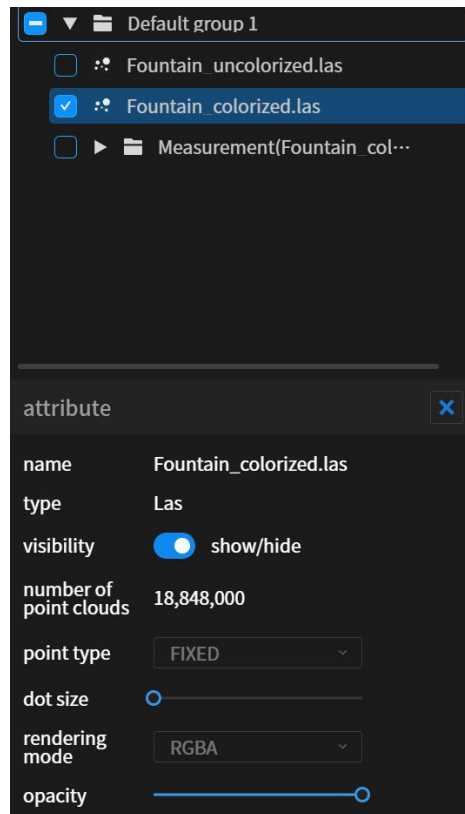 Default group 1
Fountain_uncolorized.las
Fountain_colorized.las
Measurement(Fountain_col···
attribute
name Fountain_colorized.las
type Las
visibility show/hide
number of
point clouds 18,848,000
point type FIXED
dot size
rendering
mode RGBA
opacity